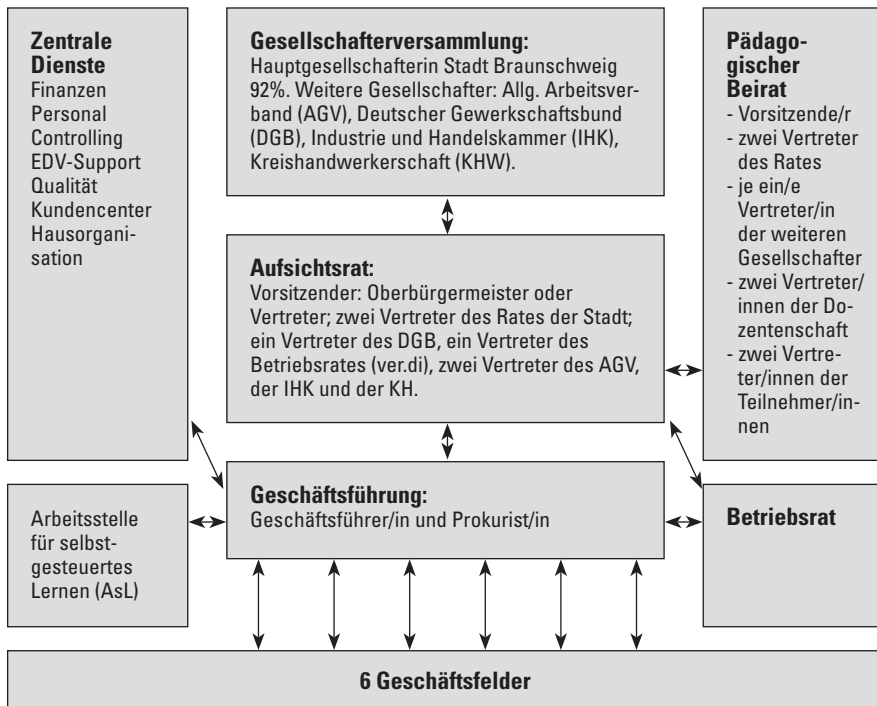 Zentrale
Dienste
Finanzen
Personal
Controlling
EDV-Support
Qualität
Kundencenter
Hausorgani-
sation
Gesellschafterversammlung:
Hauptgesellschafterin Stadt Braunschweig
92%. Weitere Gesellschafter: Allg. Arbeitsver-
band (AGV), Deutscher Gewerkschaftsbund
(DGB), Industrie und Handelskammer (IHK),
Kreishandwerkerschaft (KHW).
Pädago-
gischer
Beirat
- Vorsitzende/r
- zwei Vertreter
des Rates
- je ein/e
Vertreter/in
der weiteren
Gesellschafter
- zwei Vertreter/
innen der Do-
zentenschaft
- zwei Vertre-
ter/innen der
Teilnehmer/in-
nen
Aufsichtsrat:
Vorsitzender: Oberbürgermeister oder
Vertreter; zwei Vertreter des Rates der Stadt;
ein Vertreter des DGB, ein Vertreter des
Betriebsrates (ver.di), zwei Vertreter des AGV,
der IHK und der KH.
Arbeitsstelle
für selbst-
gesteuertes
Lernen (AsL)
Geschäftsführung:
Geschäftsführer/in und Prokurist/in
Betriebsrat
6 Geschäftsfelder